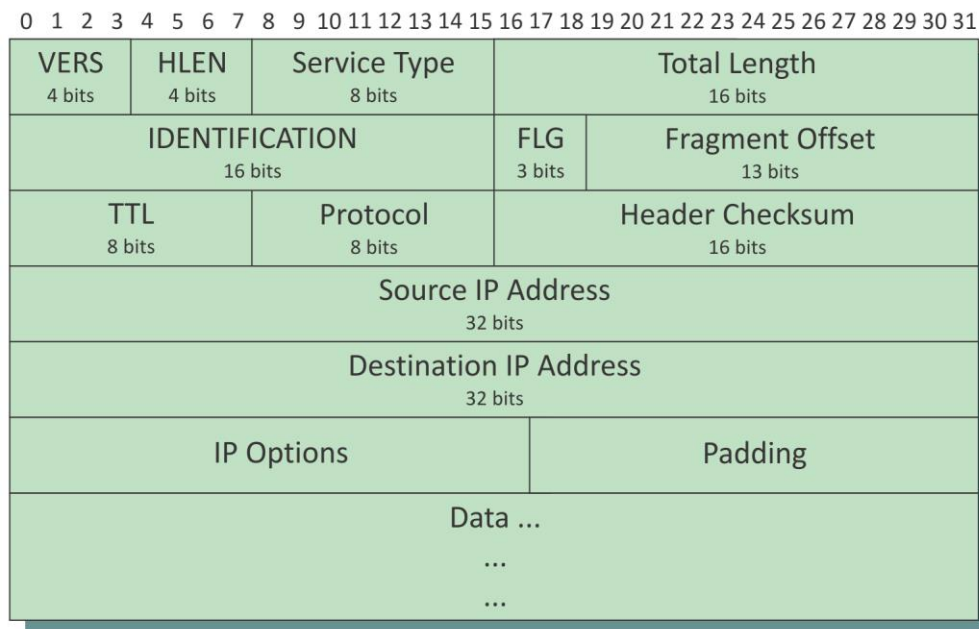 0 1 2 3 4 5 6 7 8 9 10 11 12 13 14 15 16 17 18 19 20 21 22 23 24 25 26 27 28 29 30 31
VERS HLEN Service Type Total Length
4 bits 4 bits 8 bits 16 bits
IDENTIFICATION FLG Fragment Offset
16 bits 3 bits 13 bits
TTL Protocol Header Checksum
8 bits 8 bits 16 bits
Source IP Address
32 bits
Destination IP Address
32 bits
IP Options Padding
Data ...
...
...